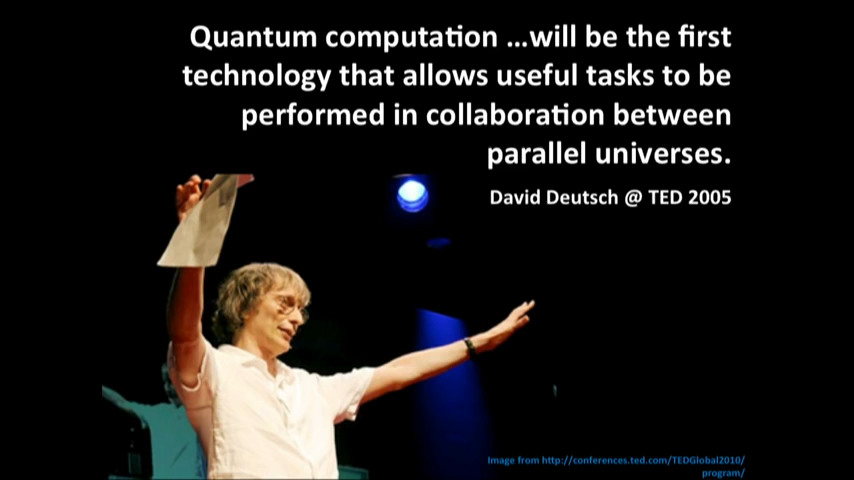 Quantum computation …will be the first
technology that allows useful tasks to be
performed in collaboration between
parallel universes.
David Deutsch @ TED 2005
Image from http://conferences.ted.com/TEDGlobal2010/
program/